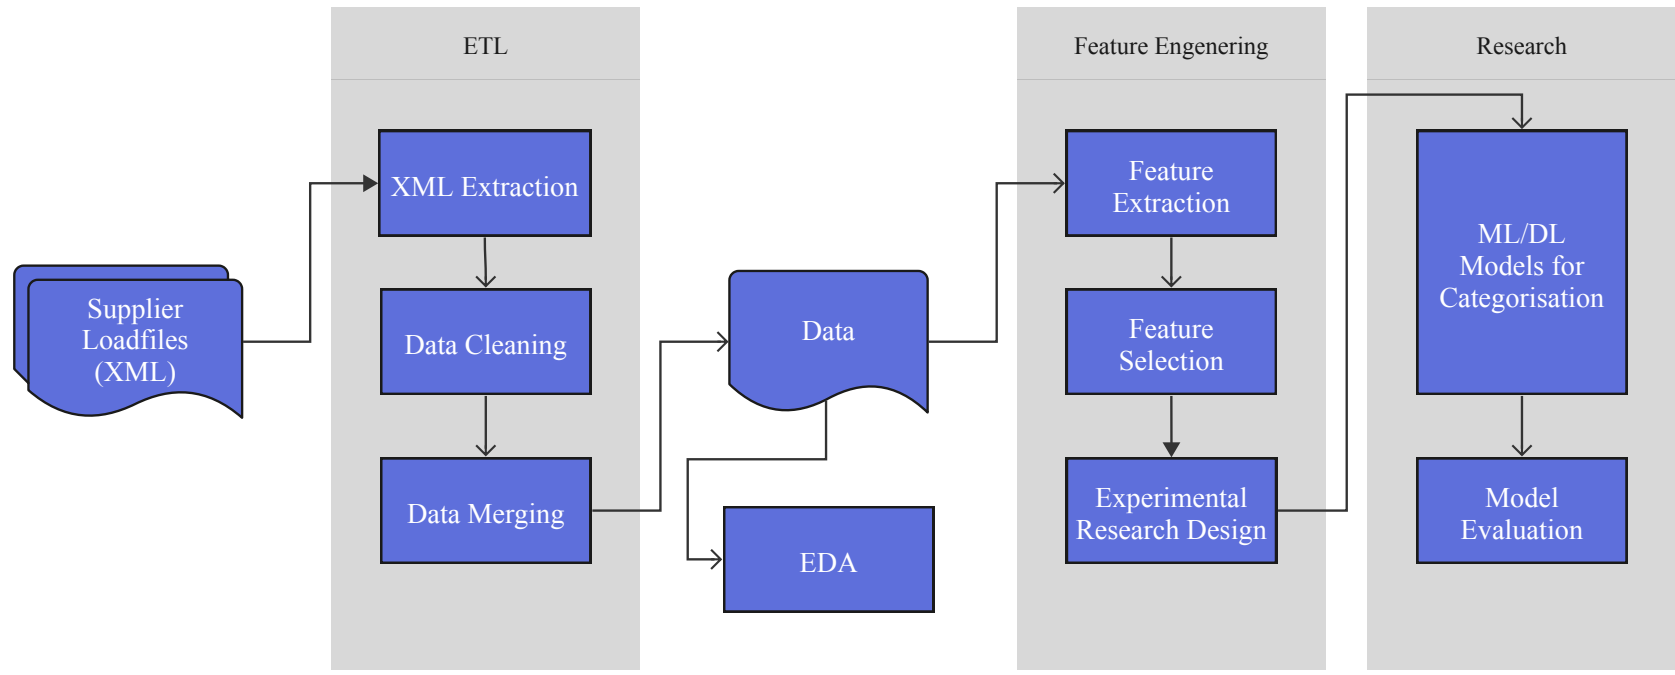 ETL
Feature Engenering
Research
Supplier
Loadfiles
(XML)
XML Extraction
Data Cleaning
Data Merging
Data
EDA
Feature
Extraction
Feature
Selection
Experimental
Research Design
ML/DL
Models for
Categorisation
Model
Evaluation